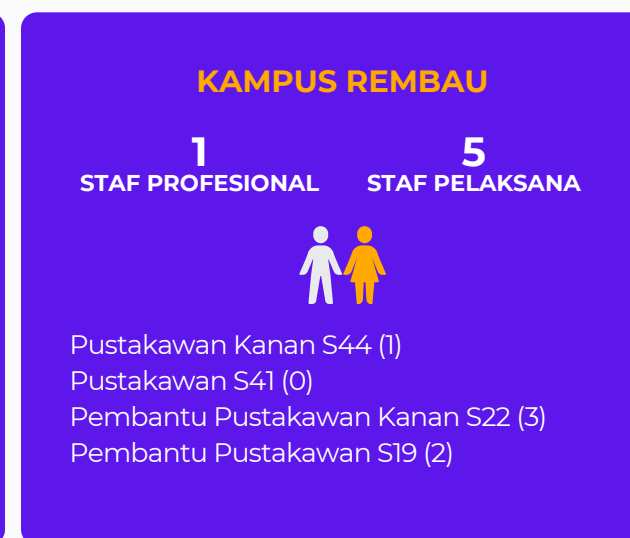 KAMPUS REMBAU
1
STAF PROFESIONAL
5
STAF PELAKSANA
Pustakawan Kanan S44 (1)
Pustakawan S41 (0)
Pembantu Pustakawan Kanan S22 (3)
Pembantu Pustakawan S19 (2)